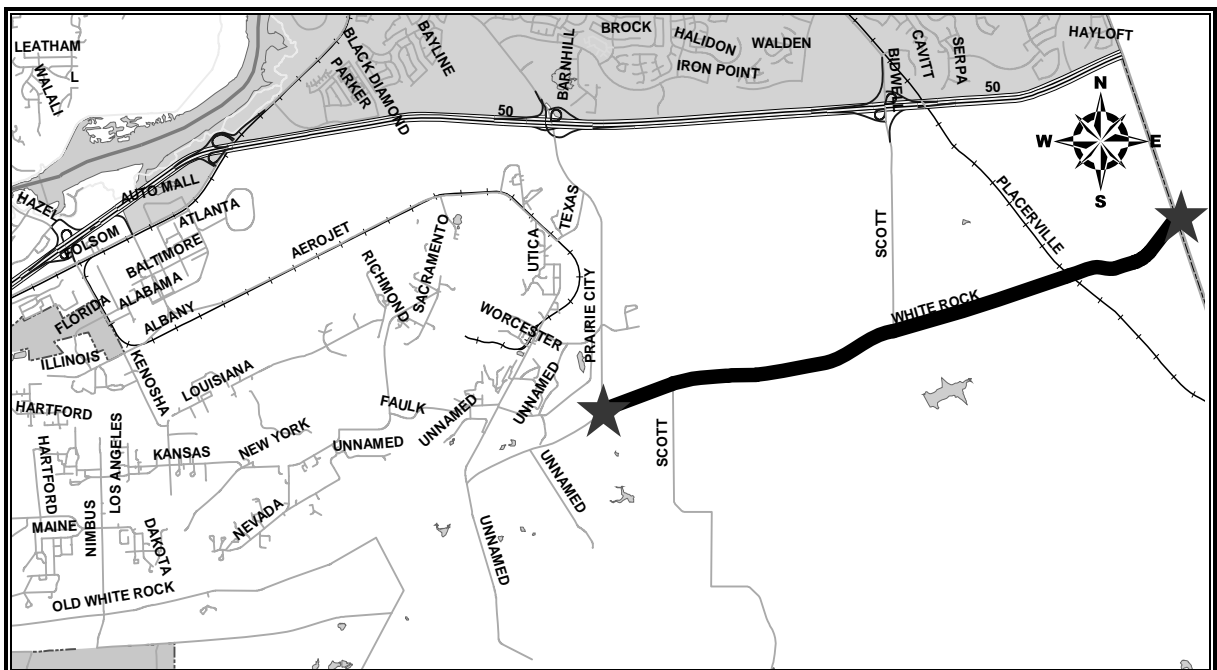 LEATHAM
WALALI
L
BLACK DIAMOND
PARKER
BAYLINE
BARNHILL
BROCK
HALIDON
WALDEN
IRON POINT
BIDWELL
CAVITT
SERPA
HAYLOFT
50
50
N
W
E
S
HAZEL
AUTO MALL
FOLSOM
ATLANTA
BALTIMORE
ALABAMA
FLORIDA
ALBANY
AEROJET
RICHMOND
SACRAMENTO
UTICA
TEXAS
PRAIRIE CITY
SCOTT
PLACERVILLE
WHITE ROCK
WORCESTER
ILLINOIS
KENOSHA
LOUISIANA
FAULK
UNNAMED
UNNAMED
HARTFORD
HARTFORD
LOS ANGELES
KANSAS
NEW YORK
UNNAMED
SCOTT
UNNAMED
MAINE
NIMBUS
DAKOTA
NEVADA
UNNAMED
OLD WHITE ROCK